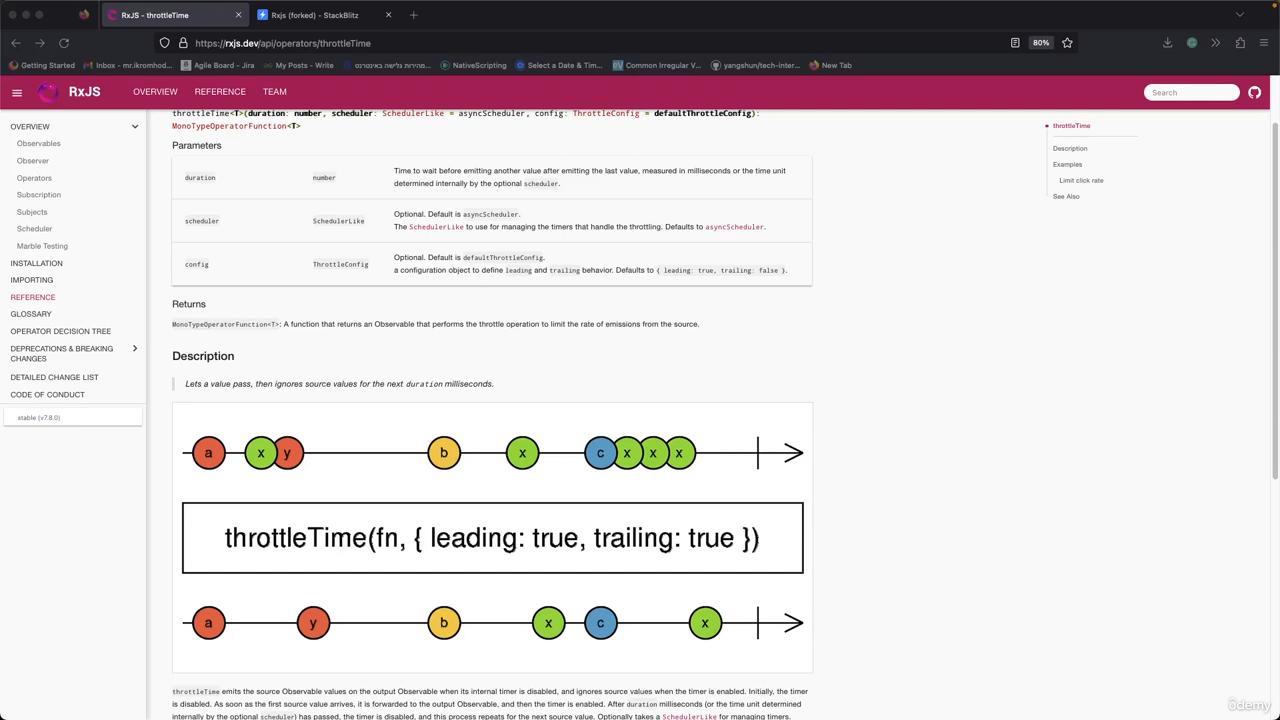 RxJS - throttleTime
Rxjs (forked) - StackBlitz
https://rxjs.dev/api/operators/throttleTime
80%
Getting Started
Inbox - mr.ikromhod...
Agile Board - Jira
My Posts - Write
מהירות גלישה באינטרנט...
NativeScripting
Select a Date & Tim...
Common Irregular V...
yangshun/tech-inter...
New Tab
RxJS
OVERVIEW
REFERENCE
TEAM
Search
OVERVIEW
Observables
Observer
Operators
Subscription
Subjects
Scheduler
Marble Testing
INSTALLATION
IMPORTING
REFERENCE
GLOSSARY
OPERATOR DECISION TREE
DEPRECATIONS & BREAKING
CHANGES
DETAILED CHANGE LIST
CODE OF CONDUCT
stable (v7.8.0)
throttleTime<T>(duration: number, scheduler: SchedulerLike = asyncScheduler, config: ThrottleConfig = defaultThrottleConfig):
MonoTypeOperatorFunction<T>
Parameters
duration number Time to wait before emitting another value after emitting the last value, measured in milliseconds or the time unit
determined internally by the optional scheduler.
scheduler SchedulerLike Optional. Default is asyncScheduler.
The SchedulerLike to use for managing the timers that handle the throttling. Defaults to asyncScheduler.
config ThrottleConfig Optional. Default is defaultThrottleConfig.
a configuration object to define leading and trailing behavior. Defaults to { leading: true, trailing: false }.
Returns
MonoTypeOperatorFunction<T>: A function that returns an Observable that performs the throttle operation to limit the rate of emissions from the source.
Description
Lets a value pass, then ignores source values for the next duration milliseconds.
a x y b x c x x x
throttleTime(fn, { leading: true, trailing: true })
a y b x c x
throttleTime emits the source Observable values on the output Observable when its internal timer is disabled, and ignores source values when the timer is enabled. Initially, the timer
is disabled. As soon as the first source value arrives, it is forwarded to the output Observable, and then the timer is enabled. After duration milliseconds (or the time unit determined
internally by the optional scheduler) has passed, the timer is disabled, and this process repeats for the next source value. Optionally takes a SchedulerLike for managing timers.
throttleTime
Description
Examples
Limit click rate
See Also
ûdemy